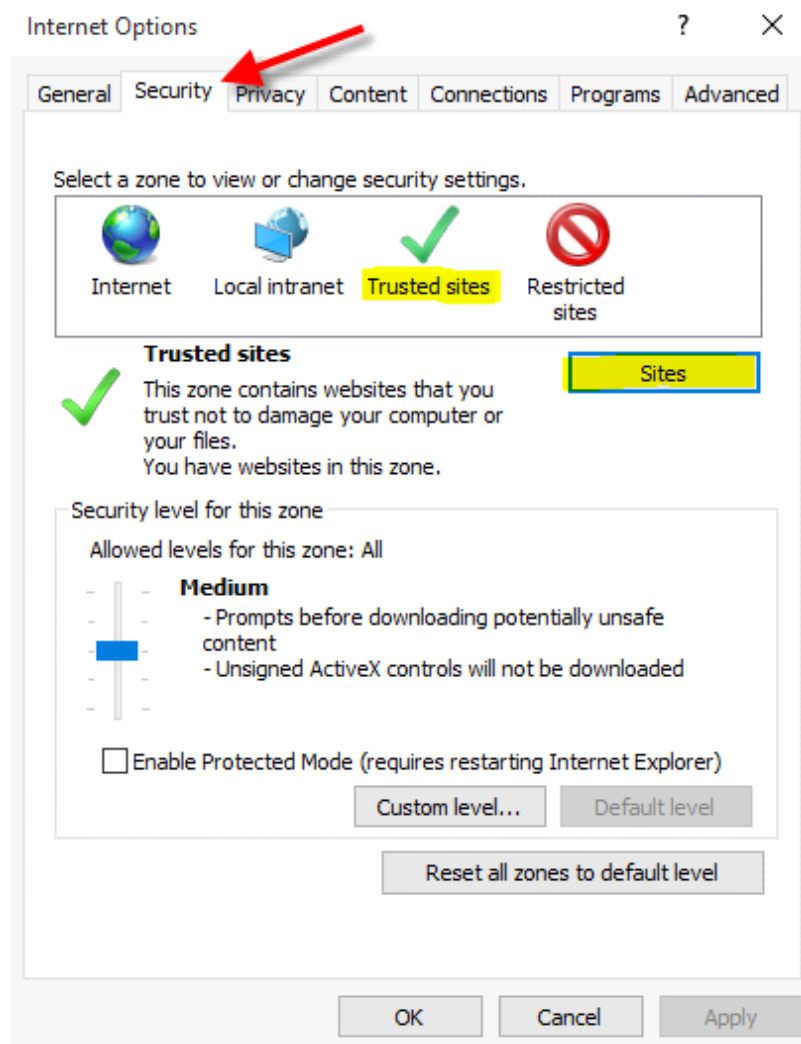 Internet Options ? ×
General Security Privacy Content Connections Programs Advanced
Select a zone to view or change security settings.
Internet Local intranet Trusted sites Restricted
sites
Trusted sites
Sites
This zone contains websites that you
trust not to damage your computer or
your files.
You have websites in this zone.
Security level for this zone
Allowed levels for this zone: All
Medium
- Prompts before downloading potentially unsafe
content
- Unsigned ActiveX controls will not be downloaded
Enable Protected Mode (requires restarting Internet Explorer)
Custom level... Default level
Reset all zones to default level
OK Cancel Apply